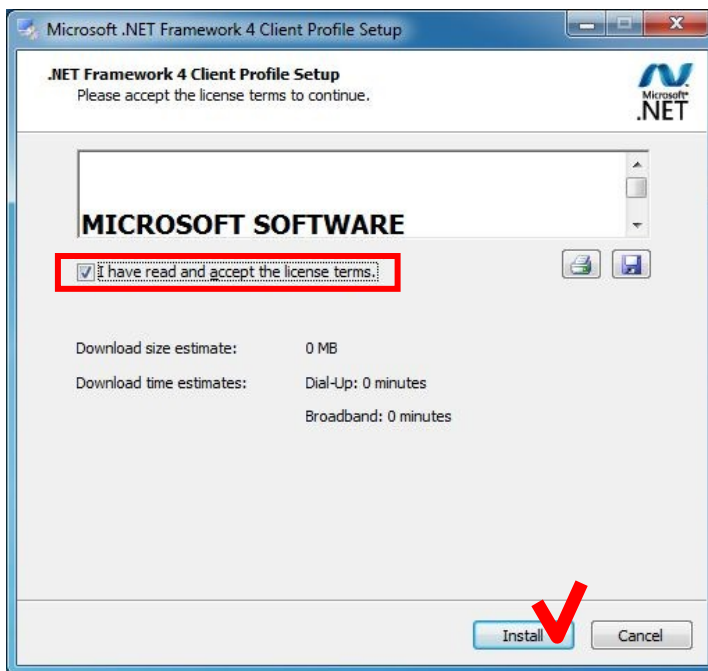 Microsoft .NET Framework 4 Client Profile Setup
.NET Framework 4 Client Profile Setup
Please accept the license terms to continue.
Microsoft®
.NET
MICROSOFT SOFTWARE
I have read and accept the license terms.
Download size estimate: 0 MB
Download time estimates: Dial-Up: 0 minutes
Broadband: 0 minutes
Install Cancel